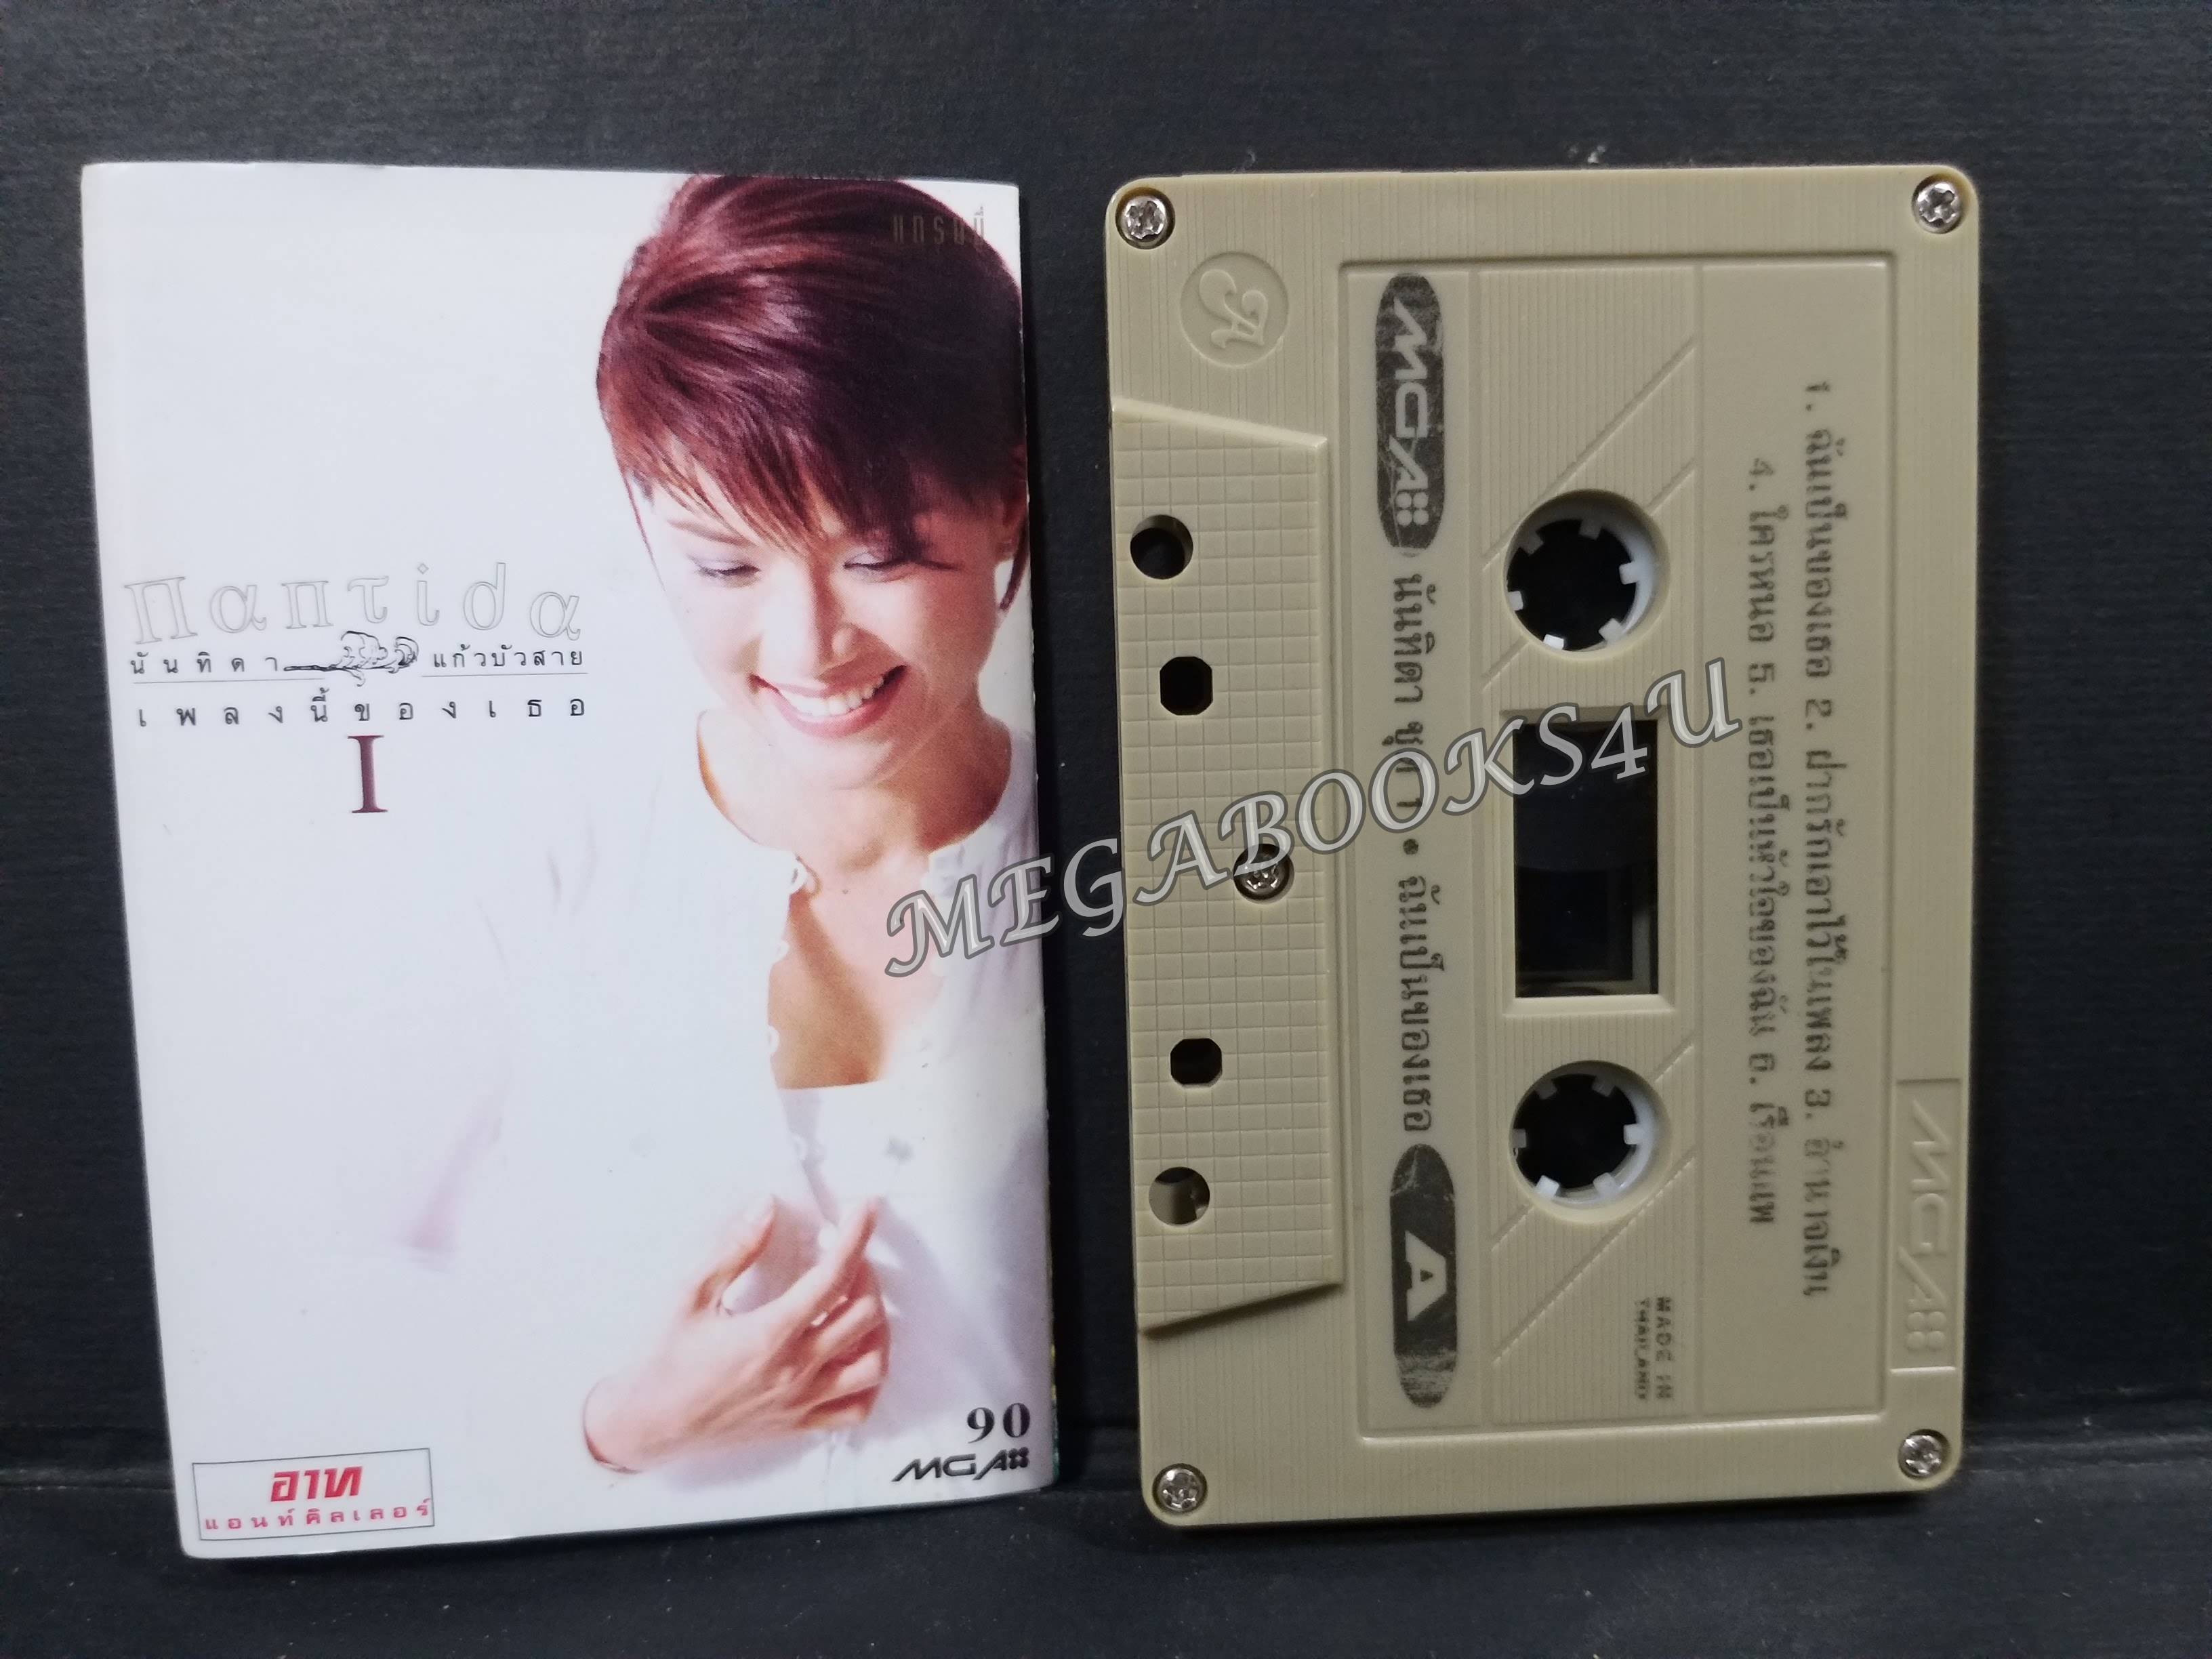 แกรมมี่
nantida
นันทิดา แก้วบัวสาย
เพลงนี้ของเธอ
I
90
MGA
อาท
แอนท์คิลเลอร์
A
MGA นันทิดา ชุด 1 • ฉันเป็นของเธอ A
1. ฉันเป็นของเธอ 2. ฝากรักเอาไว้ในเพลง 3. อำนาจเงิน
4. ใครหนอ 5. เธอเป็นหัวใจของฉัน 6. เรือนแพ
MADE IN
THAILAND
MGA
MEGABOOKS4U